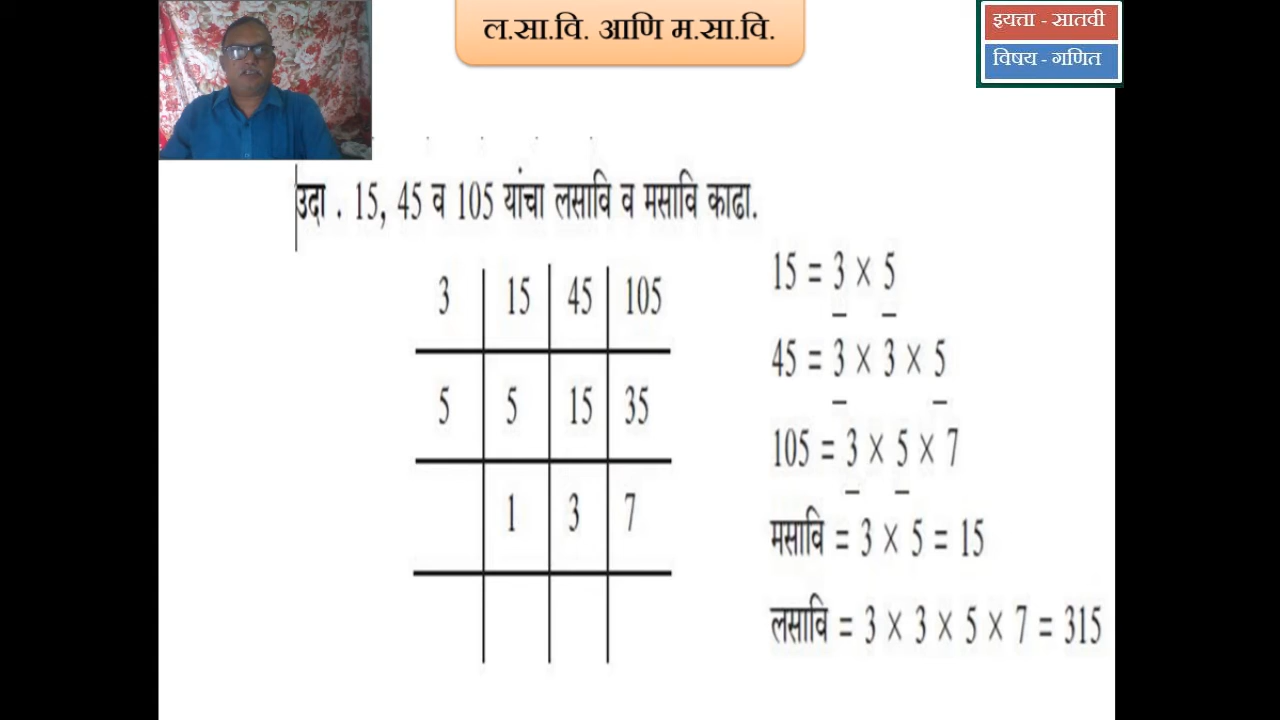 ल.सा.वि. आणि म.सा.वि.
इयत्ता - सातवी
विषय - गणित
उदा . 15, 45 व 105 यांचा लसावि व मसावि काढा.
3 15 45 105
5 5 15 35
1 3 7
15 = 3 × 5
45 = 3 × 3 × 5
105 = 3 × 5 × 7
मसावि = 3 × 5 = 15
लसावि = 3 × 3 × 5 × 7 = 315